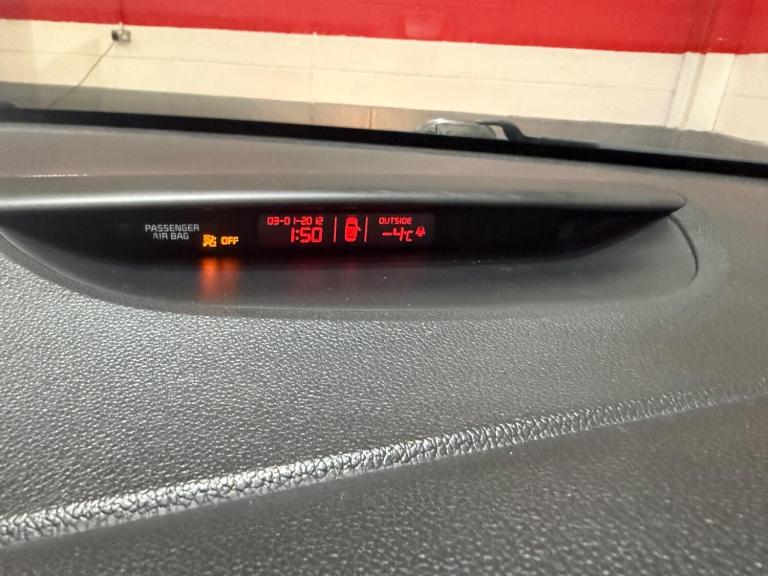 PASSENGER
AIR BAG
OFF
03-01-2012
1:50
OUTSIDE
-4c